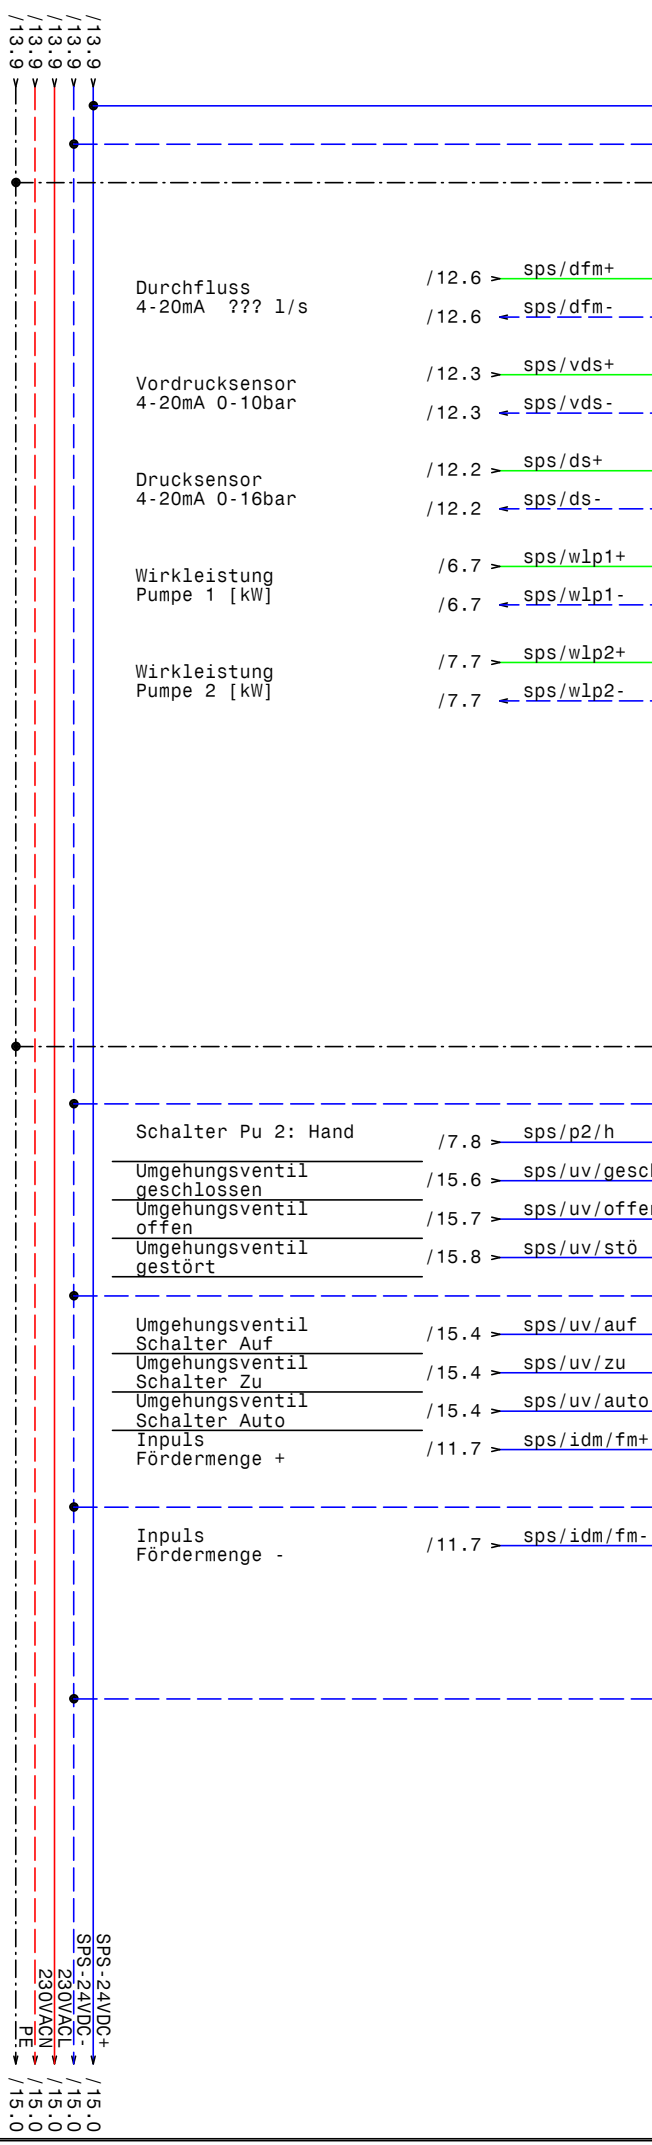 /13.9
/13.9
/13.9
/13.9
/13.9
Durchfluss
4-20mA ??? l/s
/12.6
sps/dfm+
/12.6
sps/dfm-
Vordrucksensor
4-20mA 0-10bar
/12.3
sps/vds+
/12.3
sps/vds-
Drucksensor
4-20mA 0-16bar
/12.2
sps/ds+
/12.2
sps/ds-
Wirkleistung
Pumpe 1 [kW]
/6.7
sps/wlp1+
/6.7
sps/wlp1-
Wirkleistung
Pumpe 2 [kW]
/7.7
sps/wlp2+
/7.7
sps/wlp2-
Schalter Pu 2: Hand
/7.8
sps/p2/h
Umgehungsventil
geschlossen
/15.6
sps/uv/gesch
Umgehungsventil
offen
/15.7
sps/uv/offen
Umgehungsventil
gestört
/15.8
sps/uv/stö
Umgehungsventil
Schalter Auf
/15.4
sps/uv/auf
Umgehungsventil
Schalter Zu
/15.4
sps/uv/zu
Umgehungsventil
Schalter Auto
/15.4
sps/uv/auto
Inpuls
Fördermenge +
/11.7
sps/idm/fm+
Inpuls
Fördermenge -
/11.7
sps/idm/fm-
SPS-24VDC+
SPS-24VDC-
230VACL
230VACN
PE
/15.0
/15.0
/15.0
/15.0
/15.0